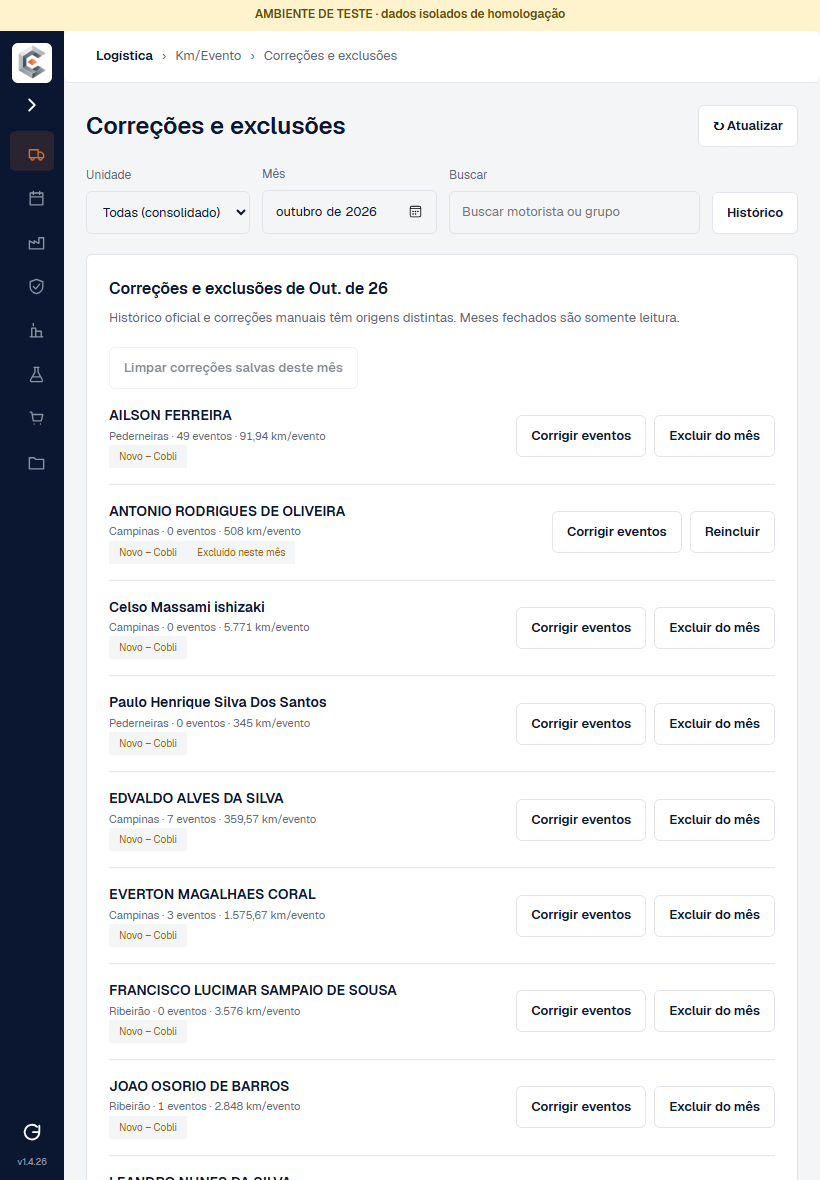 AMBIENTE DE TESTE · dados isolados de homologação
Logística › Km/Evento › Correções e exclusões
Correções e exclusões
↻ Atualizar
Unidade
Mês
Buscar
Todas (consolidado)
outubro de 2026
Buscar motorista ou grupo
Histórico
Correções e exclusões de Out. de 26
Histórico oficial e correções manuais têm origens distintas. Meses fechados são somente leitura.
Limpar correções salvas deste mês
AILSON FERREIRA
Pederneiras · 49 eventos · 91,94 km/evento
Novo – Cobli
Corrigir eventos
Excluir do mês
ANTONIO RODRIGUES DE OLIVEIRA
Campinas · 0 eventos · 508 km/evento
Novo – Cobli
Excluído neste mês
Corrigir eventos
Reincluir
Celso Massami ishizaki
Campinas · 0 eventos · 5.771 km/evento
Novo – Cobli
Corrigir eventos
Excluir do mês
Paulo Henrique Silva Dos Santos
Pederneiras · 0 eventos · 345 km/evento
Novo – Cobli
Corrigir eventos
Excluir do mês
EDVALDO ALVES DA SILVA
Campinas · 7 eventos · 359,57 km/evento
Novo – Cobli
Corrigir eventos
Excluir do mês
EVERTON MAGALHAES CORAL
Campinas · 3 eventos · 1.575,67 km/evento
Novo – Cobli
Corrigir eventos
Excluir do mês
FRANCISCO LUCIMAR SAMPAIO DE SOUSA
Ribeirão · 0 eventos · 3.576 km/evento
Novo – Cobli
Corrigir eventos
Excluir do mês
JOAO OSORIO DE BARROS
Ribeirão · 1 eventos · 2.848 km/evento
Novo – Cobli
Corrigir eventos
Excluir do mês
LEANDRO NUNES DA SILVA
v1.4.26